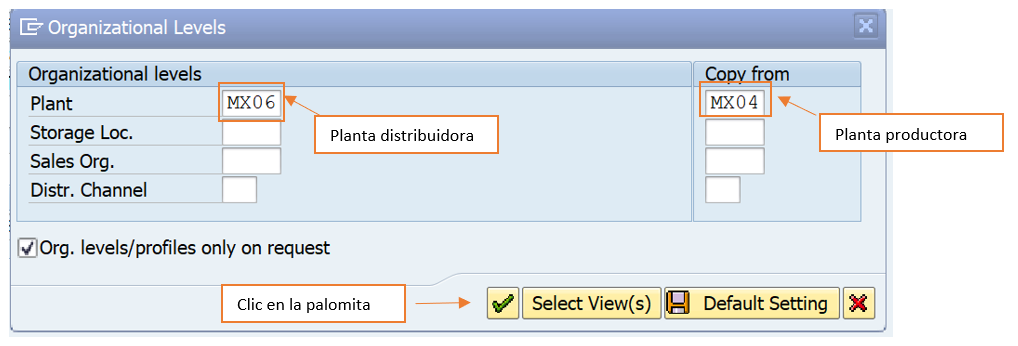 Organizational Levels
Organizational levels
Copy from
Plant
MX06
MX04
Planta distribuidora
Planta productora
Storage Loc.
Sales Org.
Distr. Channel
Org. levels/profiles only on request
Clic en la palomita
Select View(s)
Default Setting